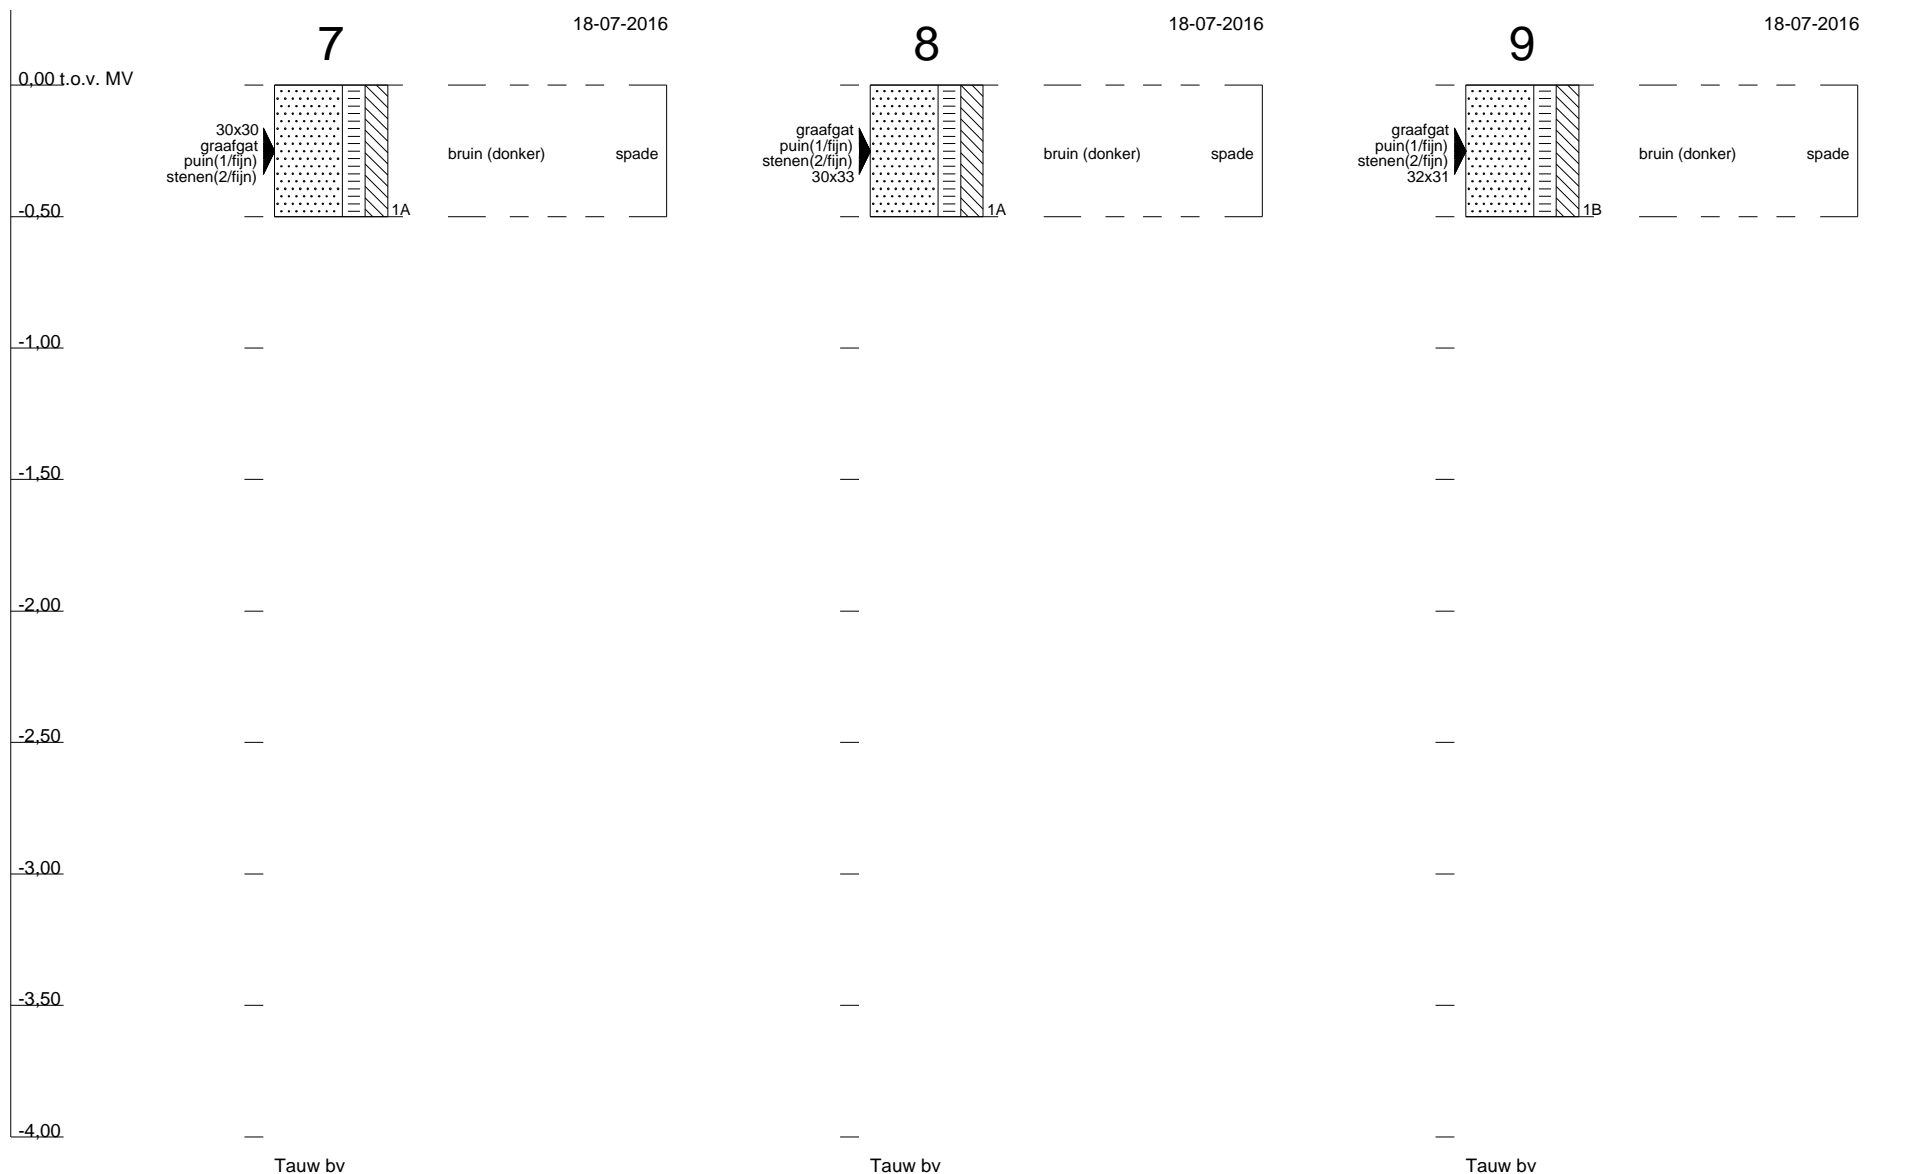 7
18-07-2016
8
18-07-2016
9
18-07-2016
0,00 t.o.v. MV
30x30
graafgat
puin(1/fijn)
stenen(2/fijn)
1A
bruin (donker)
spade
graafgat
puin(1/fijn)
stenen(2/fijn)
30x33
1A
bruin (donker)
spade
graafgat
puin(1/fijn)
stenen(2/fijn)
32x31
1B
bruin (donker)
spade
-0,50
-1,00
-1,50
-2,00
-2,50
-3,00
-3,50
-4,00
Tauw bv
Tauw bv
Tauw bv